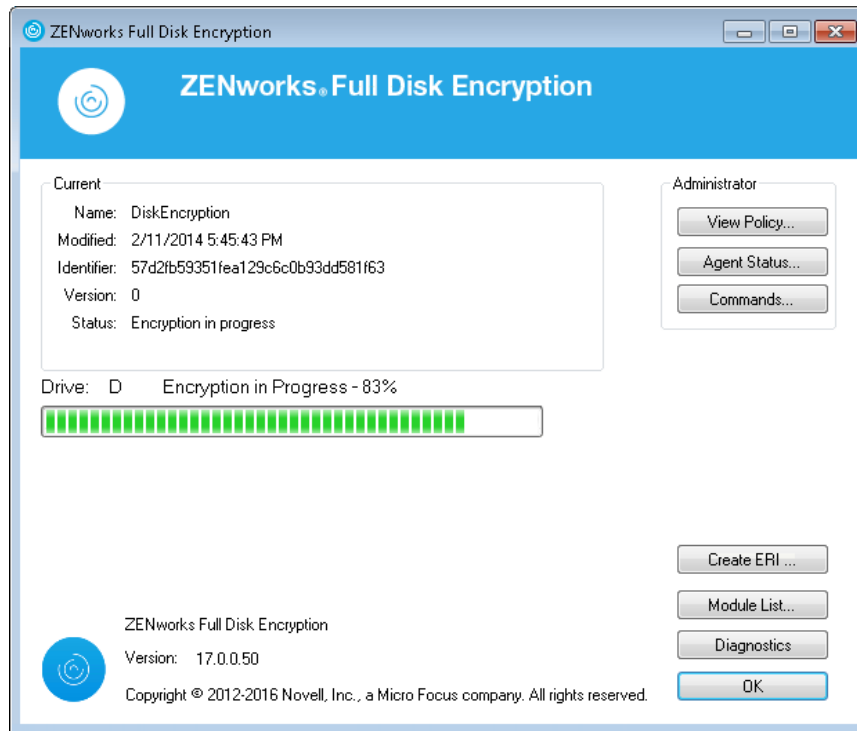 ZENworks Full Disk Encryption
ZENworks® Full Disk Encryption
Current
Name: DiskEncryption
Modified: 2/11/2014 5:45:43 PM
Identifier: 57d2fb59351fea129c6c0b93dd581f63
Version: 0
Status: Encryption in progress
Administrator
View Policy...
Agent Status...
Commands...
Drive: D Encryption in Progress - 83%
Create ERI ...
Module List...
Diagnostics
OK
ZENworks Full Disk Encryption
Version: 17.0.0.50
Copyright © 2012-2016 Novell, Inc., a Micro Focus company. All rights reserved.